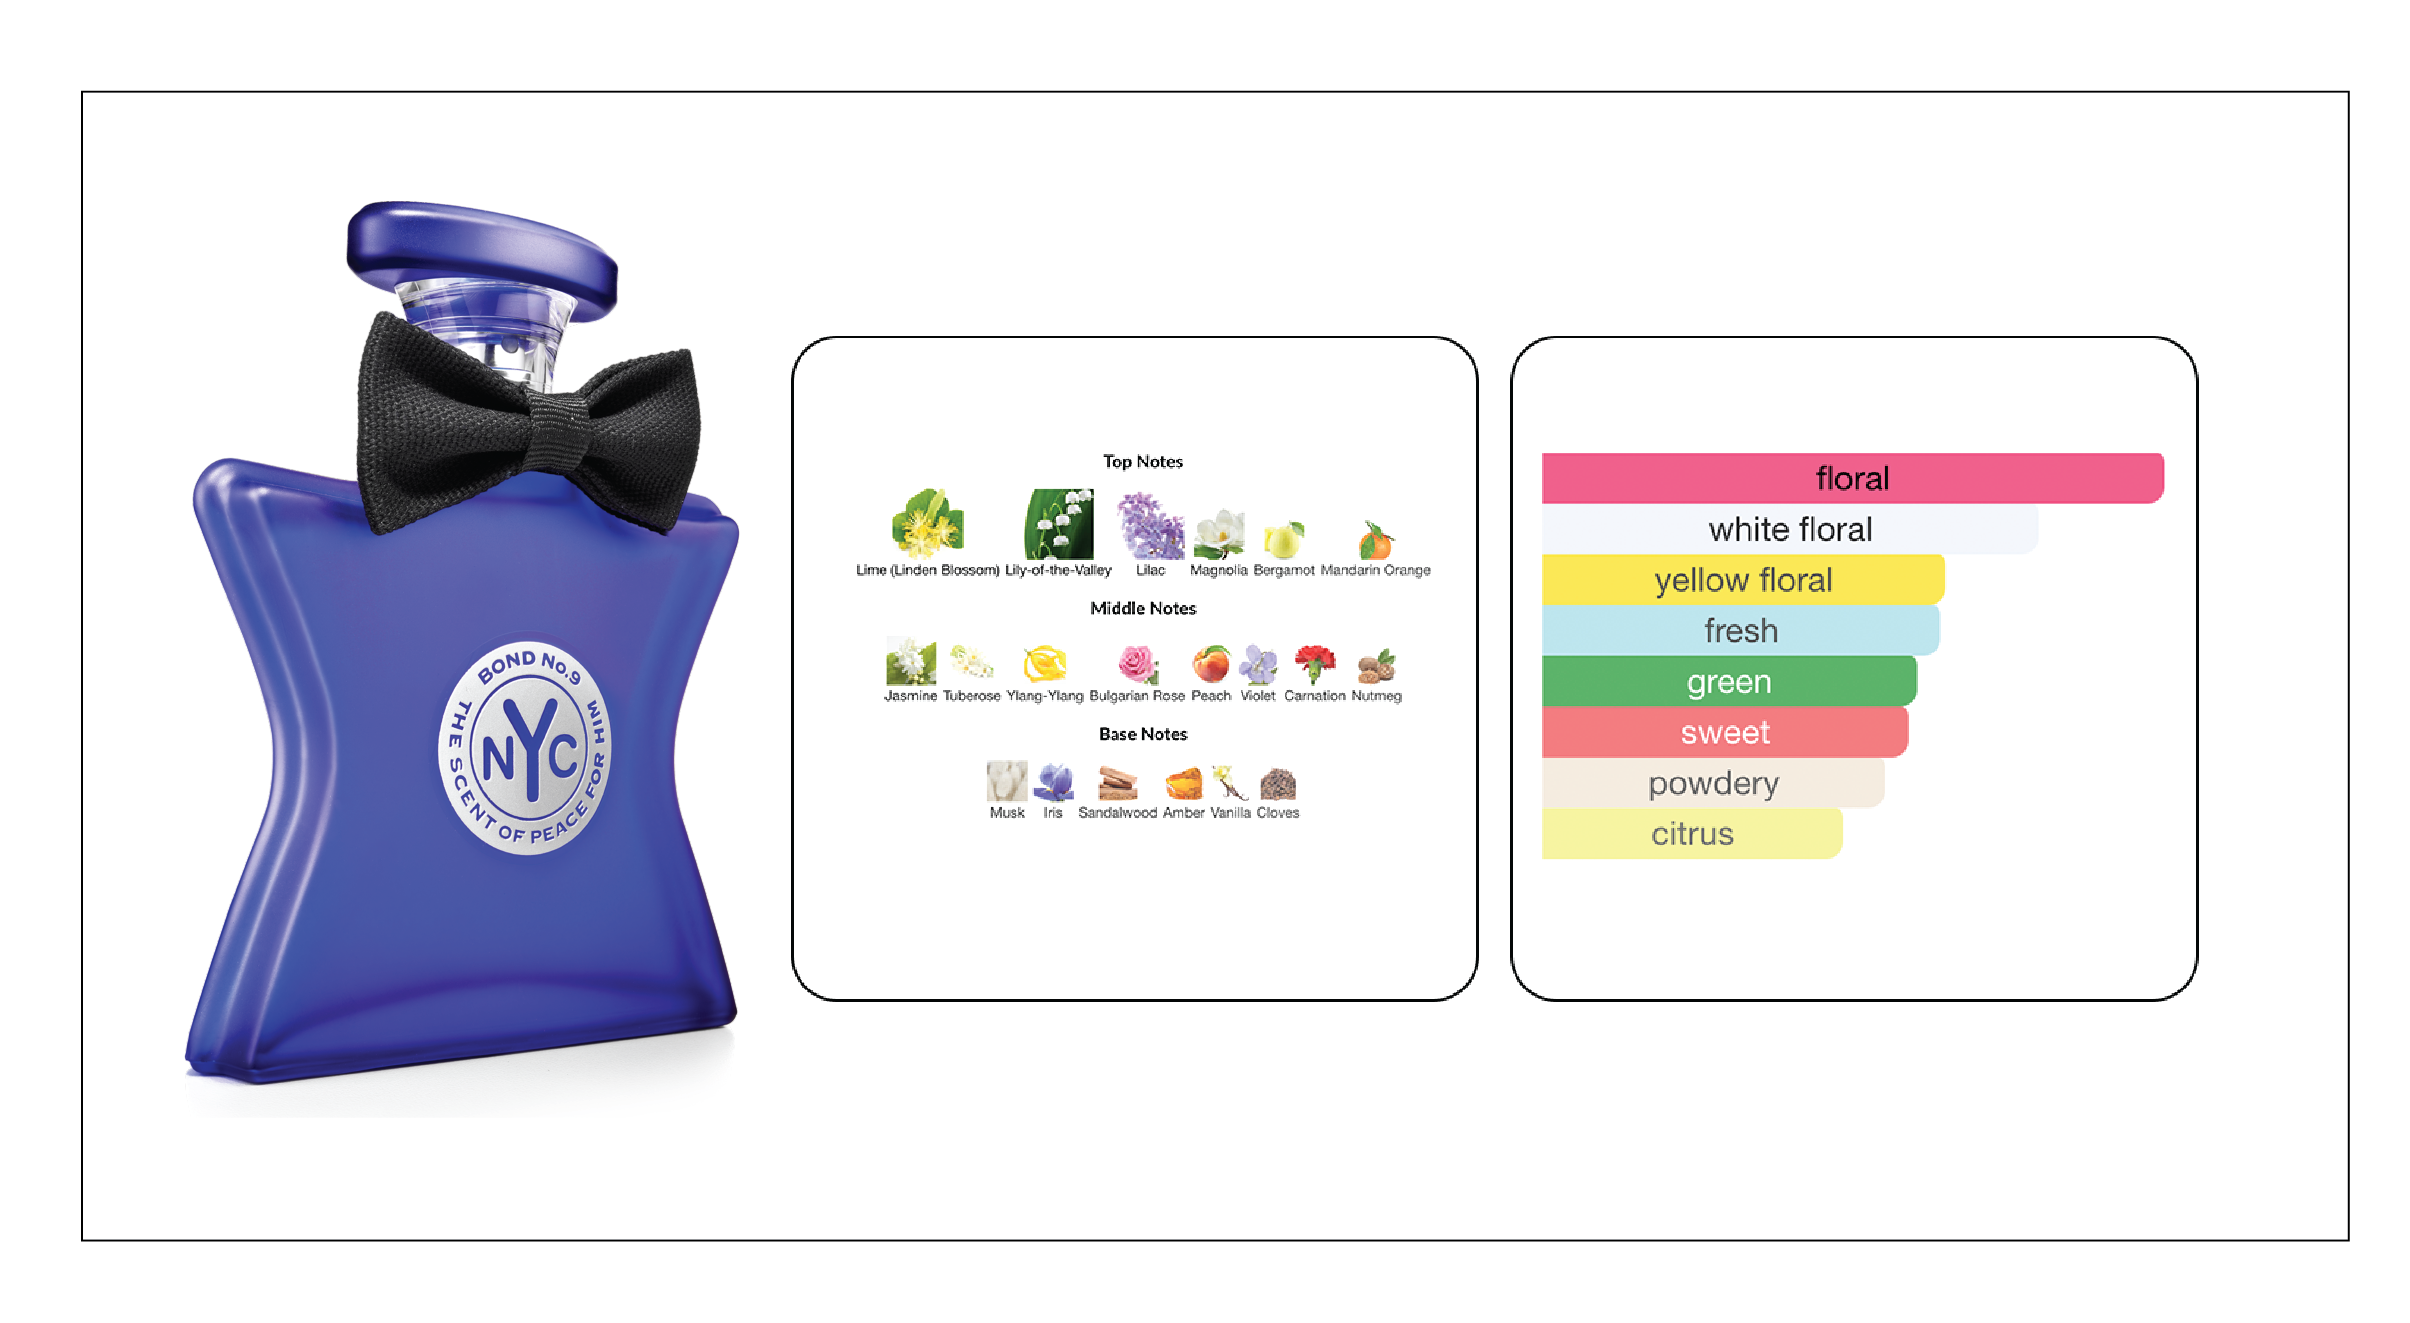 BOND No.9
THE SCENT OF PEACE FOR HIM
NYC
Top Notes
Lime (Linden Blossom) Lily-of-the-Valley Lilac Magnolia Bergamot Mandarin Orange
Middle Notes
Jasmine Tuberose Ylang-Ylang Bulgarian Rose Peach Violet Carnation Nutmeg
Base Notes
Musk Iris Sandalwood Amber Vanilla Cloves
floral
white floral
yellow floral
fresh
green
sweet
powdery
citrus